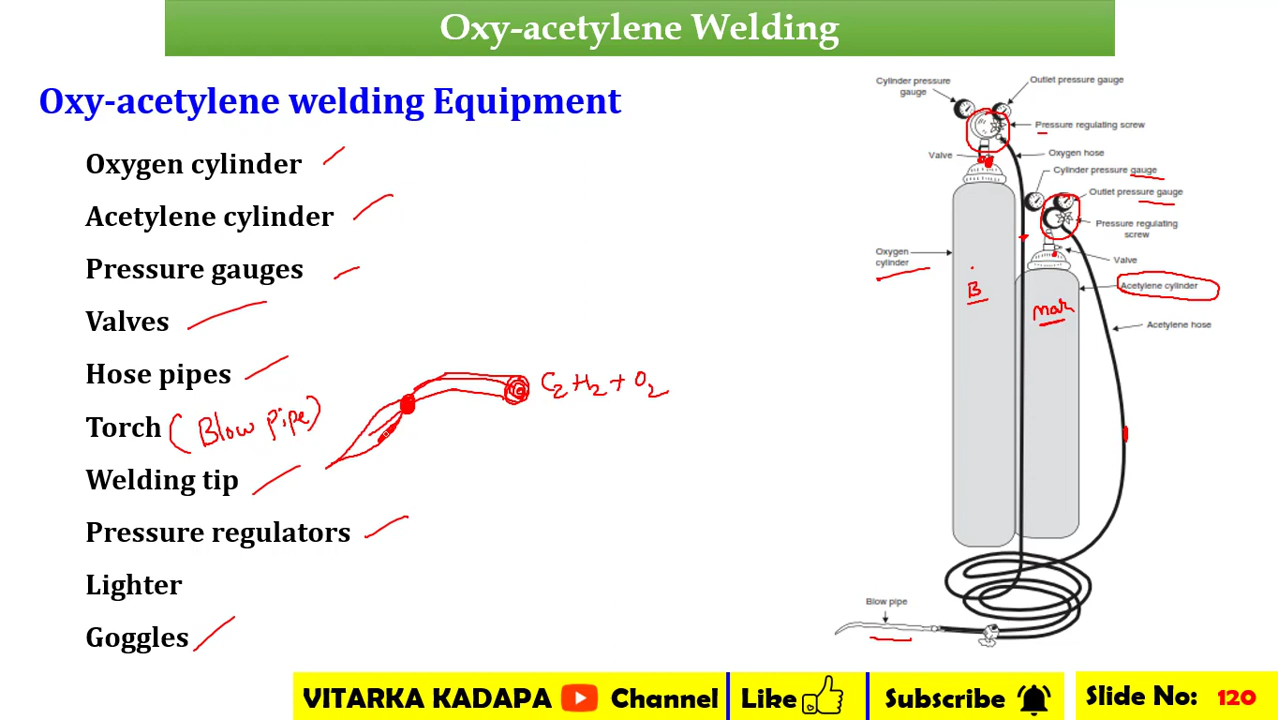 Oxy-acetylene Welding
Oxy-acetylene welding Equipment
Oxygen cylinder
Acetylene cylinder
Pressure gauges
Valves
Hose pipes
Torch (Blow Pipe)
Welding tip
Pressure regulators
Lighter
Goggles
C2H2 + O2
Cylinder pressure
gauge
Outlet pressure gauge
Pressure regulating screw
Valve
Oxygen hose
Cylinder pressure gauge
Outlet pressure gauge
Pressure regulating
screw
Oxygen
cylinder
Valve
Acetylene cylinder
B
Acetylene hose
Blow pipe
VITARKA KADAPA Channel
Like
Subscribe
Slide No: 120